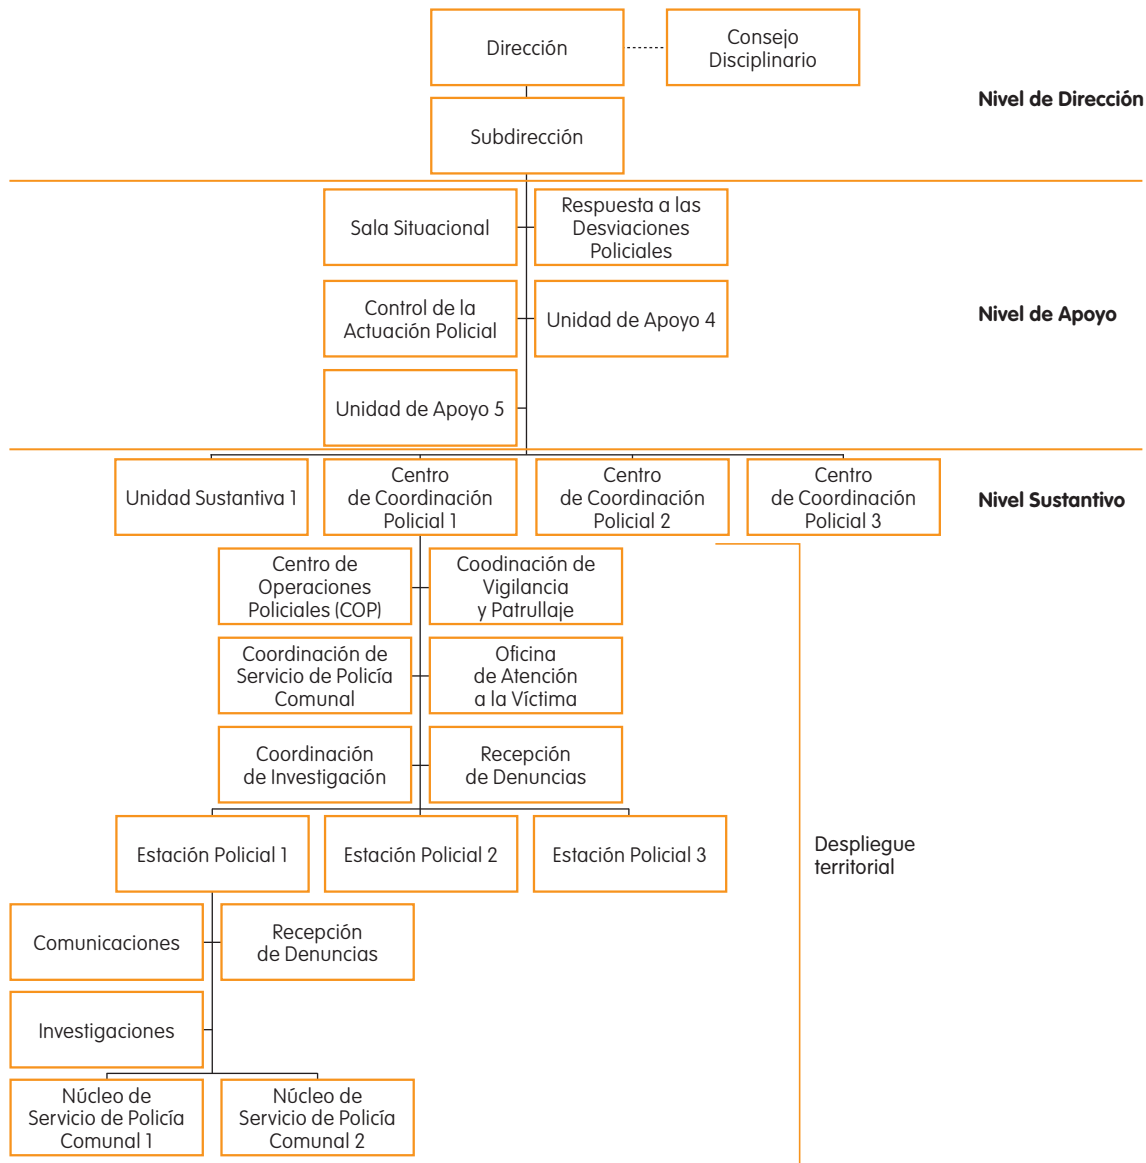 Dirección
Consejo
Disciplinario
Nivel de Dirección
Subdirección
Sala Situacional
Respuesta a las
Desviaciones
Policiales
Control de la
Actuación Policial
Unidad de Apoyo 4
Nivel de Apoyo
Unidad de Apoyo 5
Unidad Sustantiva 1
Centro
de Coordinación
Policial 1
Centro
de Coordinación
Policial 2
Centro
de Coordinación
Policial 3
Nivel Sustantivo
Centro de
Operaciones
Policiales (COP)
Coodinación de
Vigilancia
y Patrullaje
Coordinación de
Servicio de Policía
Comunal
Oficina
de Atención
a la Víctima
Coordinación
de Investigación
Recepción
de Denuncias
Estación Policial 1
Estación Policial 2
Estación Policial 3
Despliegue
territorial
Comunicaciones
Recepción
de Denuncias
Investigaciones
Núcleo de
Servicio de Policía
Comunal 1
Núcleo de
Servicio de Policía
Comunal 2